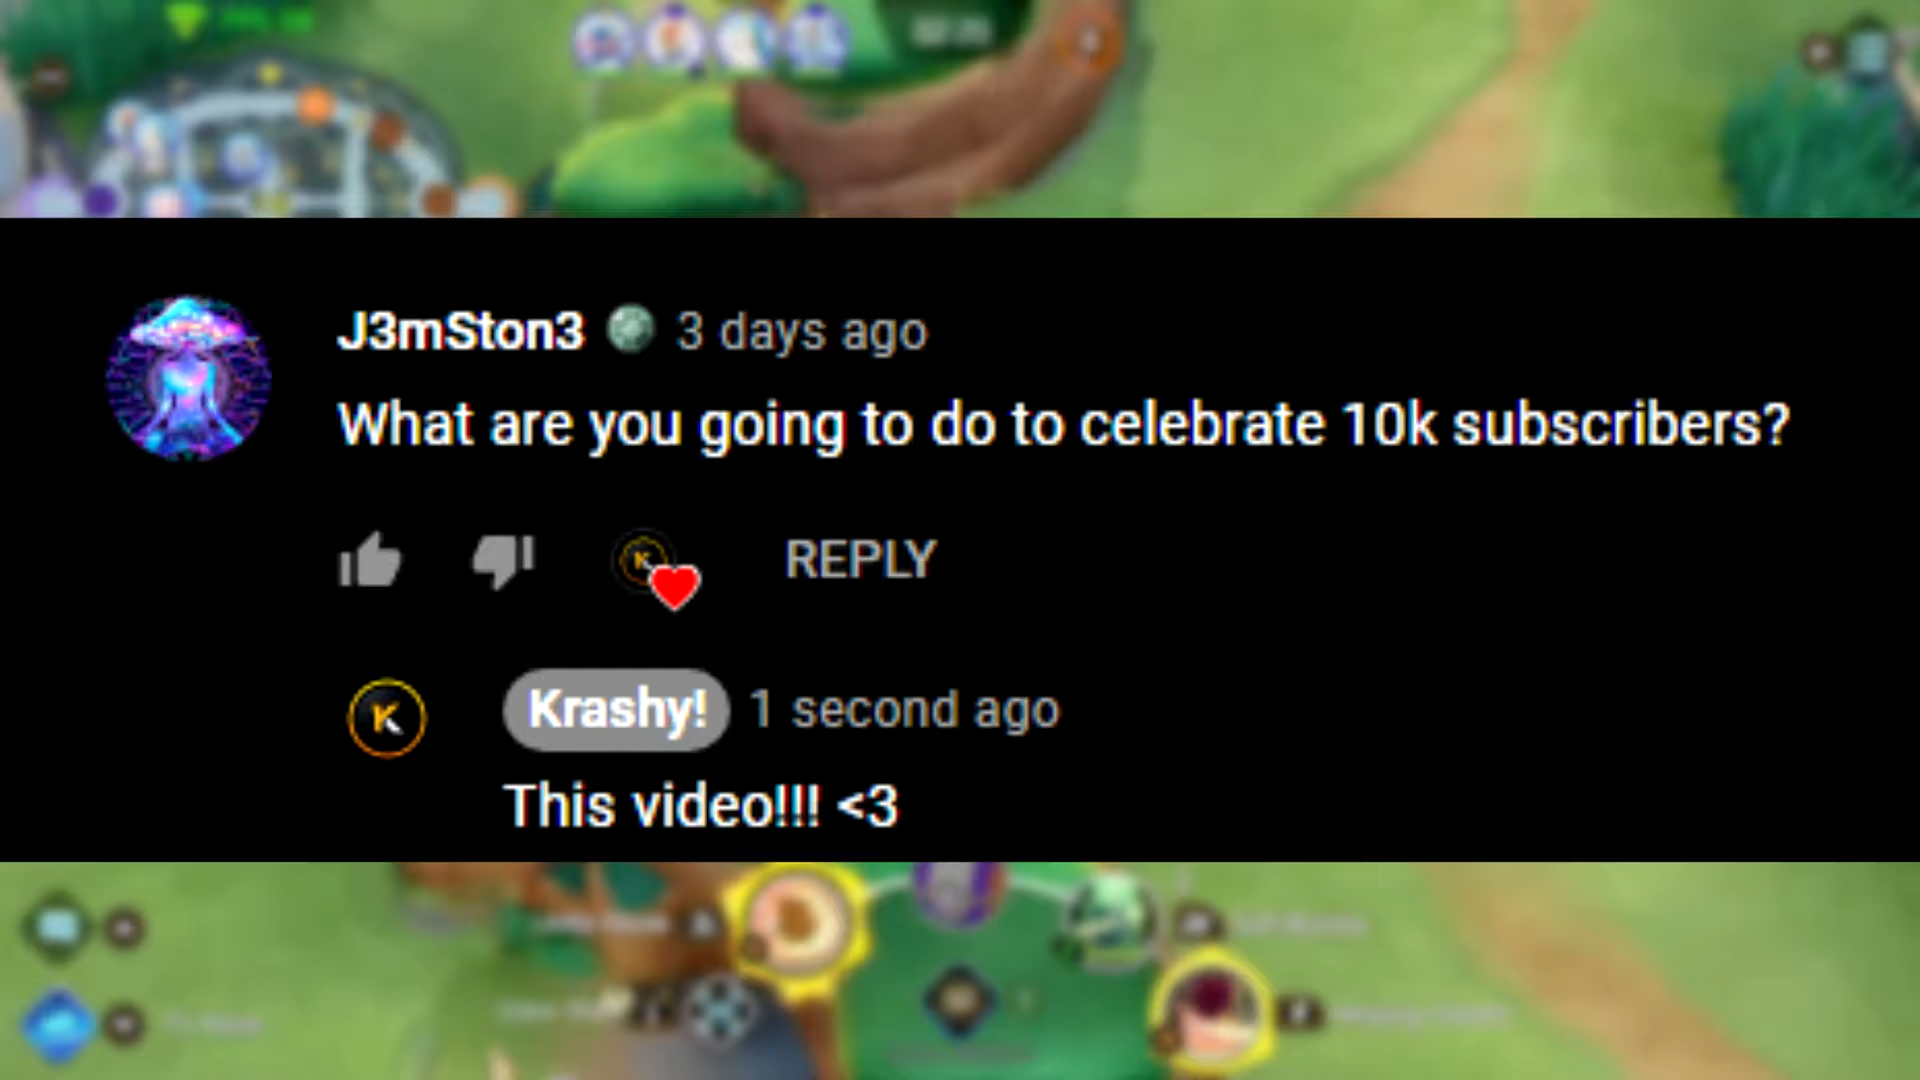 J3mSton3 3 days ago
What are you going to do to celebrate 10k subscribers?
REPLY
K
Krashy! 1 second ago
This video!!! <3